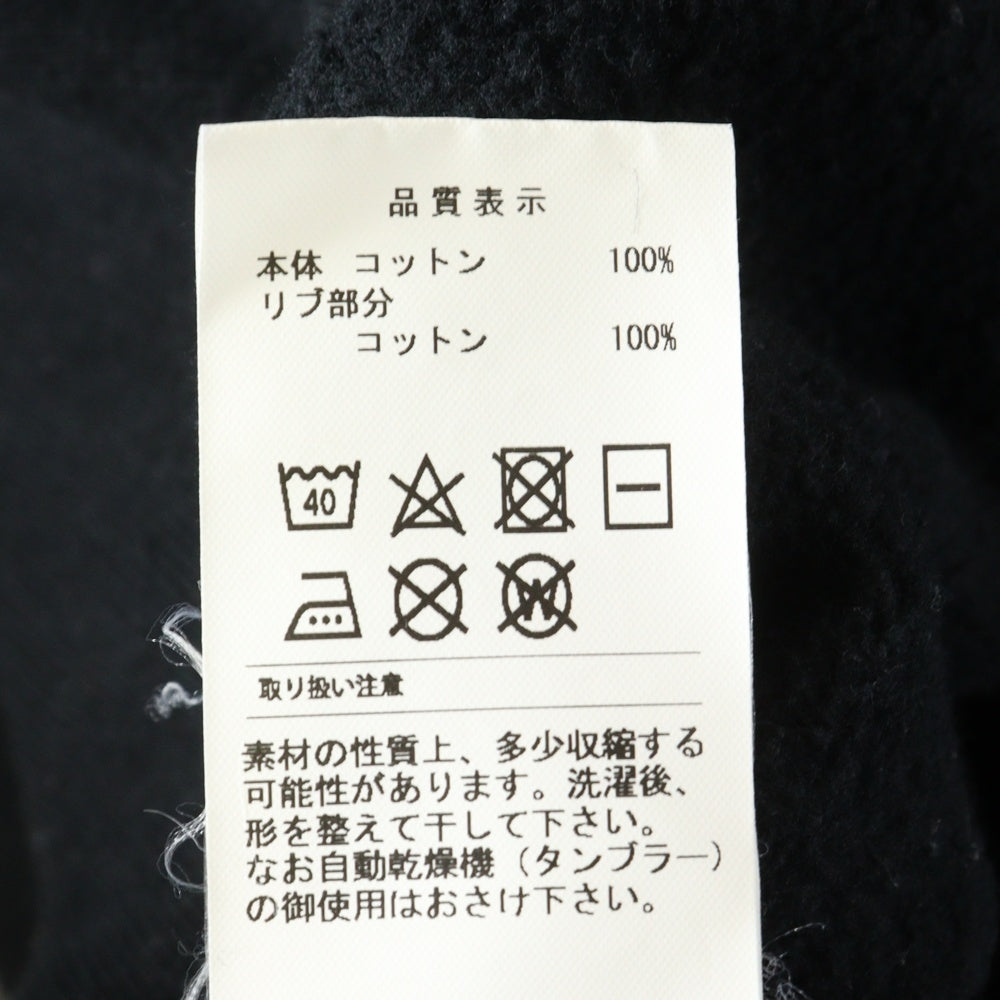 品質表示
本体 コットン 100%
リブ部分
コットン 100%
40
W
取り扱い注意
素材の性質上、多少収縮する
可能性があります。洗濯後、
形を整えて干して下さい。
なお自動乾燥機（タンブラー）
の御使用はおさけ下さい。